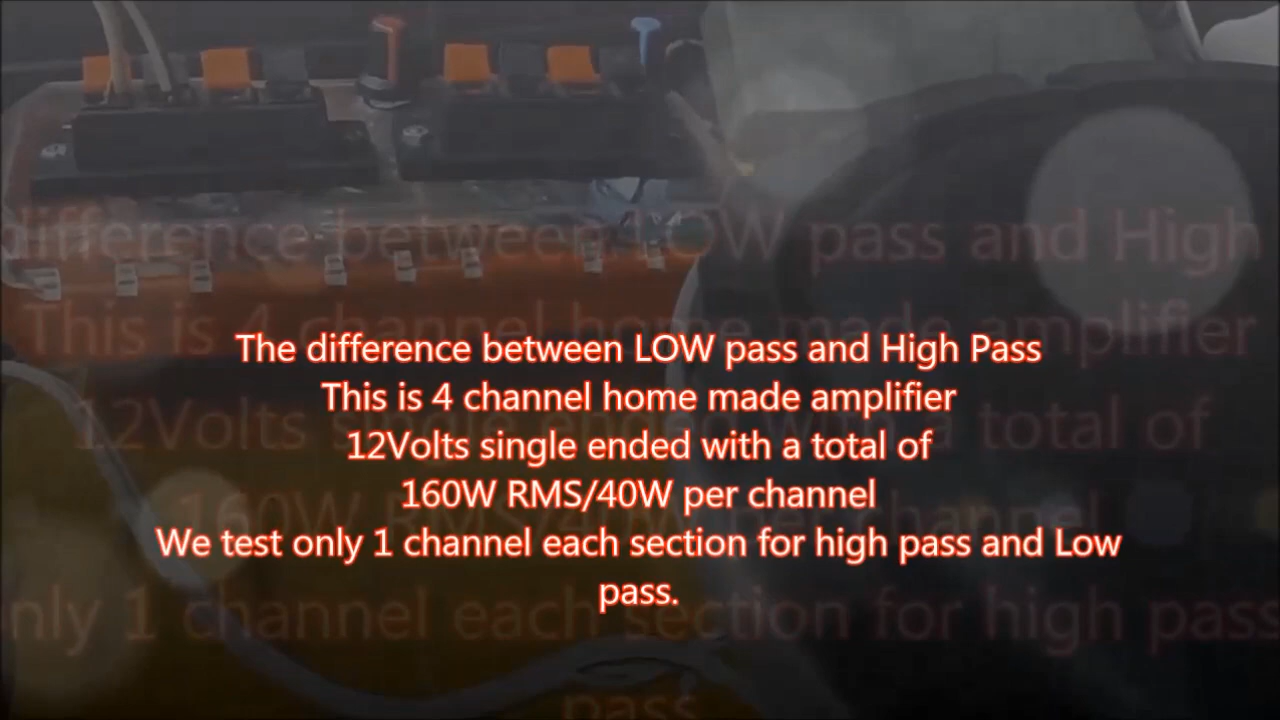 The difference between LOW pass and High Pass
This is 4 channel home made amplifier
12Volts single ended with a total of
160W RMS/40W per channel
We test only 1 channel each section for high pass and Low
pass.